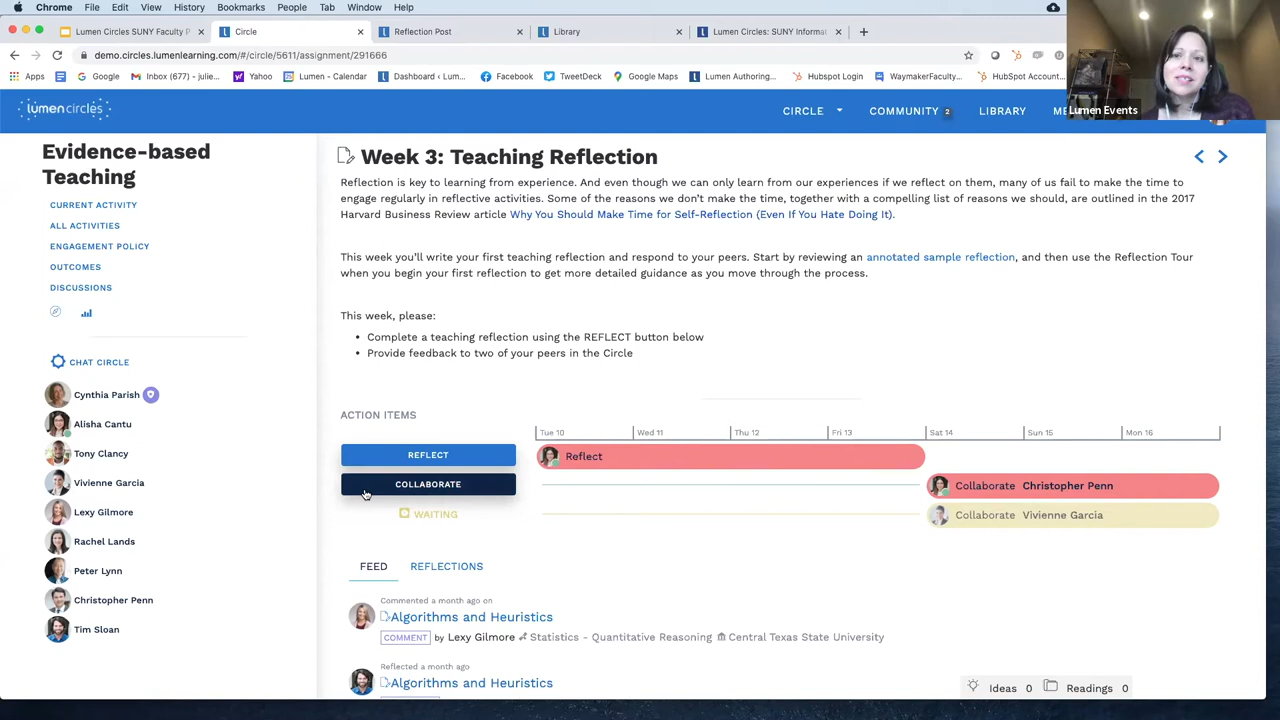 Chrome File Edit View History Bookmarks People Tab Window Help
Lumen Circles SUNY Faculty P
Circle
Reflection Post
Library
Lumen Circles: SUNY Informa
demo.circles.lumenlearning.com/#/circle/5611/assignment/291666
Apps Google Inbox (677) - julie... Yahoo Lumen - Calendar Dashboard ‹ Lum... Facebook TweetDeck Google Maps Lumen Authoring... Hubspot Login WaymakerFaculty... HubSpot Account...
Lumen Events
lumen circles CIRCLE COMMUNITY 2 LIBRARY ME
Evidence-based
Teaching
CURRENT ACTIVITY
ALL ACTIVITIES
ENGAGEMENT POLICY
OUTCOMES
DISCUSSIONS
CHAT CIRCLE
Cynthia Parish
Alisha Cantu
Tony Clancy
Vivienne Garcia
Lexy Gilmore
Rachel Lands
Peter Lynn
Christopher Penn
Tim Sloan
Week 3: Teaching Reflection
Reflection is key to learning from experience. And even though we can only learn from our experiences if we reflect on them, many of us fail to make the time to
engage regularly in reflective activities. Some of the reasons we don't make the time, together with a compelling list of reasons we should, are outlined in the 2017
Harvard Business Review article Why You Should Make Time for Self-Reflection (Even If You Hate Doing It).
This week you'll write your first teaching reflection and respond to your peers. Start by reviewing an annotated sample reflection, and then use the Reflection Tour
when you begin your first reflection to get more detailed guidance as you move through the process.
This week, please:
• Complete a teaching reflection using the REFLECT button below
• Provide feedback to two of your peers in the Circle
ACTION ITEMS
Tue 10 Wed 11 Thu 12 Fri 13 Sat 14 Sun 15 Mon 16
REFLECT Reflect
COLLABORATE Collaborate Christopher Penn
WAITING Collaborate Vivienne Garcia
FEED REFLECTIONS
Commented a month ago on
Algorithms and Heuristics
COMMENT by Lexy Gilmore Statistics - Quantitative Reasoning Central Texas State University
Reflected a month ago
Algorithms and Heuristics
Ideas 0 Readings 0